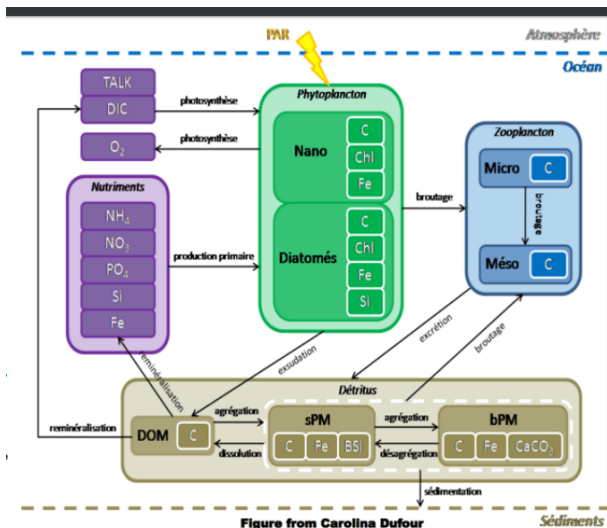 PAR
Atmosphère
Océan
TALK
DIC
photosynthèse
O₂
photosynthèse
Phytoplancton
Nano
C
Chl
Fe
Diatomés
C
Chl
Fe
Si
Zooplancton
Micro
C
broutage
Méso
C
broutage
Nutriments
NH₄
NO₃
PO₄
Si
Fe
production primaire
reminéralisation
exsudation
excrétion
broutage
Détritus
reminéralisation
DOM
C
agrégation
dissolution
sPM
C
Fe
BSi
agrégation
désagrégation
bPM
C
Fe
CaCO₃
sédimentation
Figure from Carolina Dufour
Sédiments